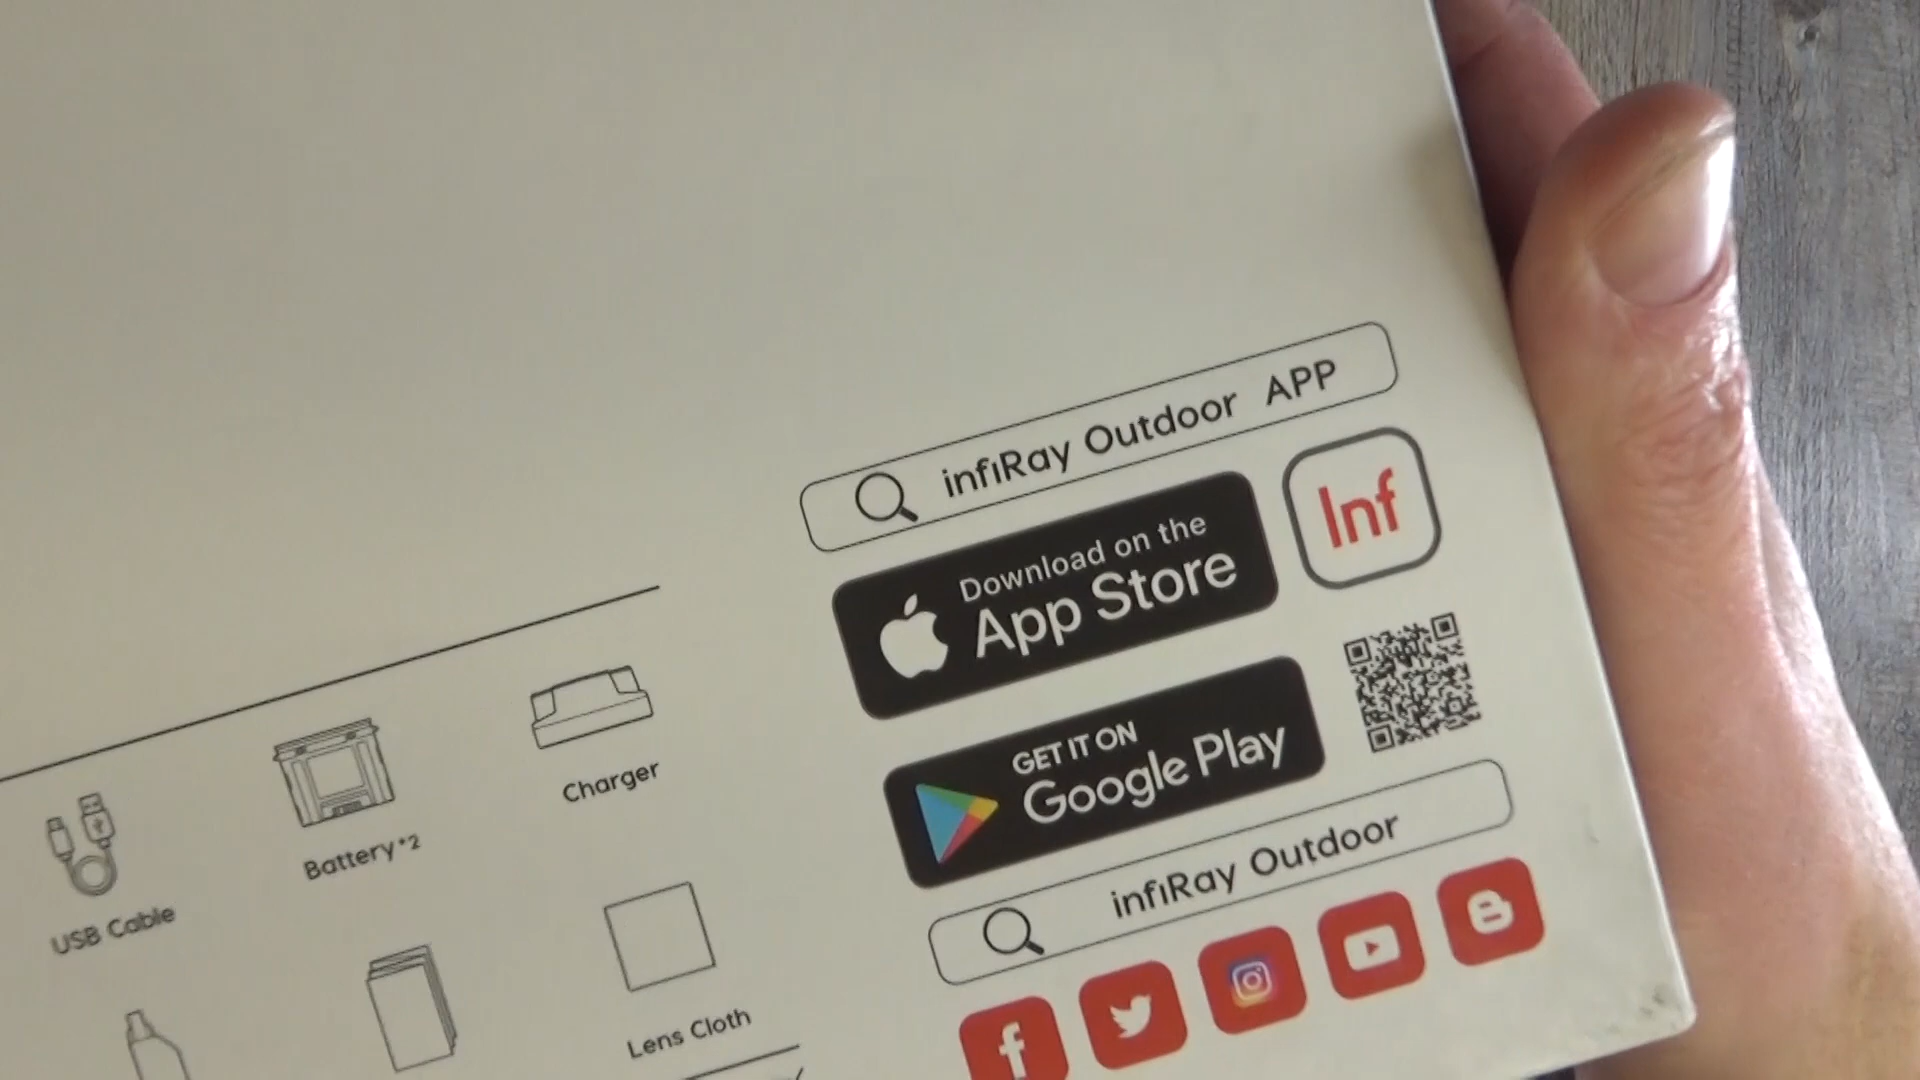 infiRay Outdoor APP
Download on the
App Store
Inf
GET IT ON
Google Play
infiRay Outdoor
USB Cable
Battery*2
Charger
Lens Cloth